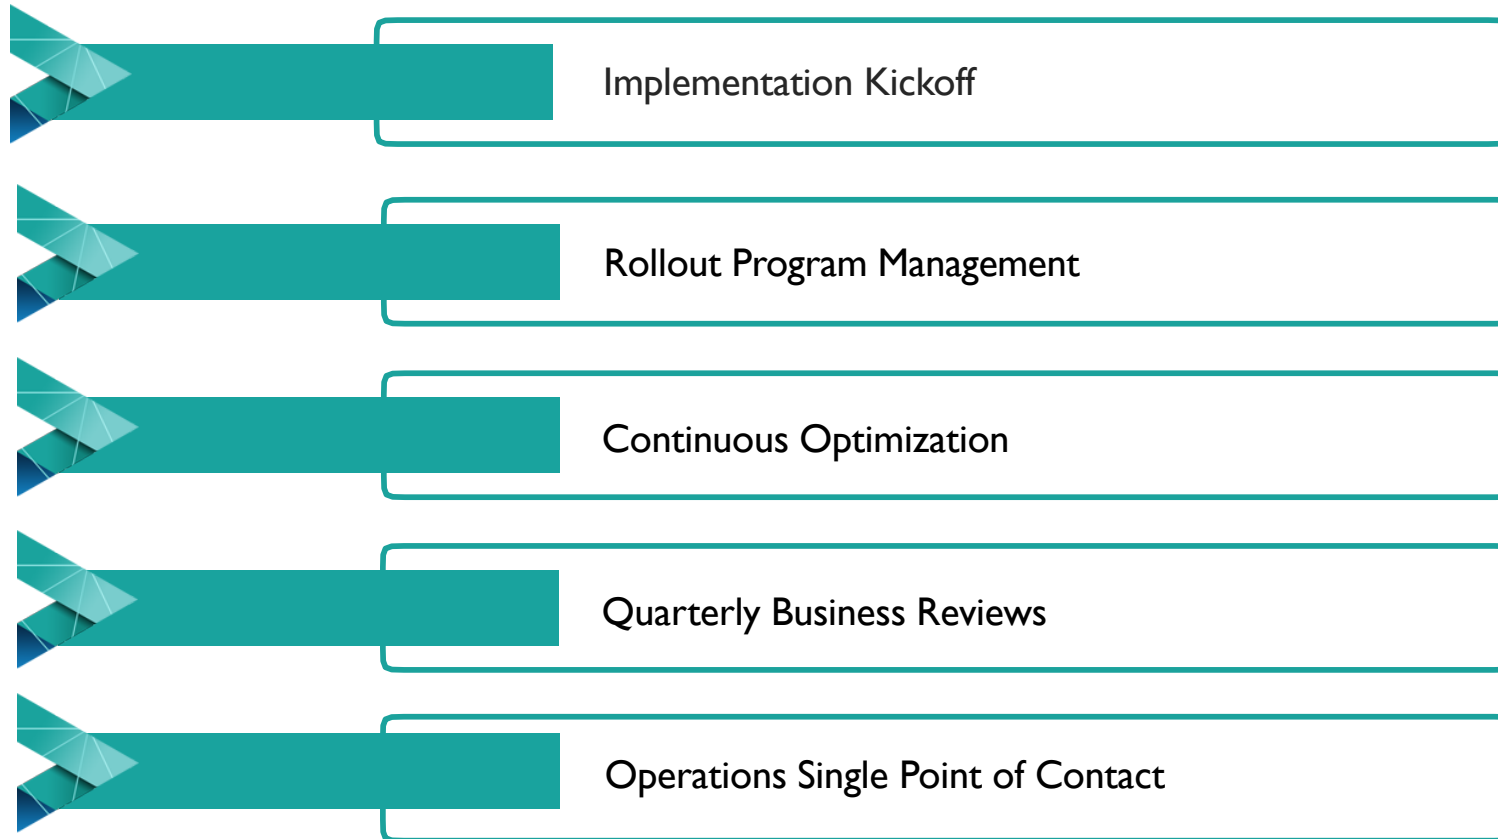 Implementation Kickoff
Rollout Program Management
Continuous Optimization
Quarterly Business Reviews
Operations Single Point of Contact